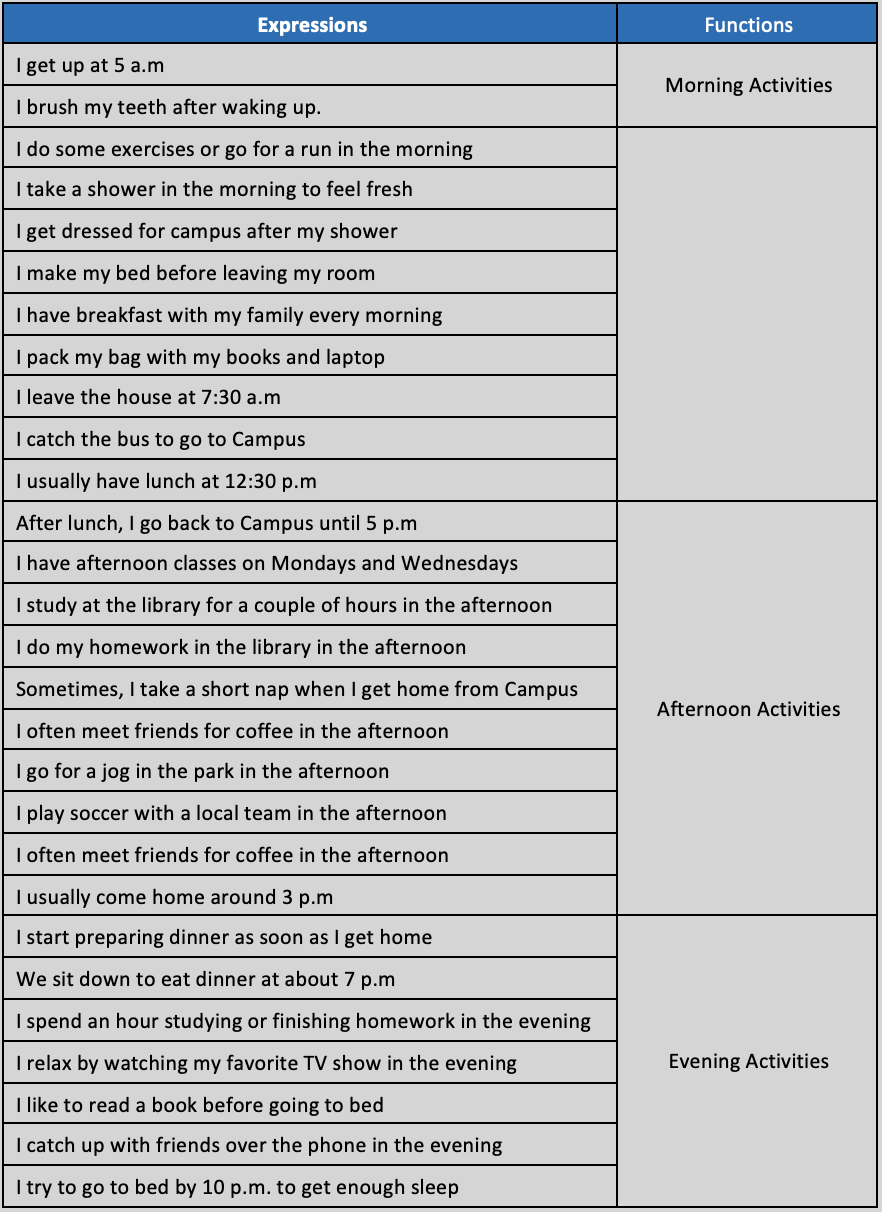 Expressions
Functions
I get up at 5 a.m
Morning Activities
I brush my teeth after waking up.
I do some exercises or go for a run in the morning
I take a shower in the morning to feel fresh
I get dressed for campus after my shower
I make my bed before leaving my room
I have breakfast with my family every morning
I pack my bag with my books and laptop
I leave the house at 7:30 a.m
I catch the bus to go to Campus
I usually have lunch at 12:30 p.m
After lunch, I go back to Campus until 5 p.m
I have afternoon classes on Mondays and Wednesdays
I study at the library for a couple of hours in the afternoon
I do my homework in the library in the afternoon
Sometimes, I take a short nap when I get home from Campus
Afternoon Activities
I often meet friends for coffee in the afternoon
I go for a jog in the park in the afternoon
I play soccer with a local team in the afternoon
I often meet friends for coffee in the afternoon
I usually come home around 3 p.m
I start preparing dinner as soon as I get home
We sit down to eat dinner at about 7 p.m
I spend an hour studying or finishing homework in the evening
I relax by watching my favorite TV show in the evening
Evening Activities
I like to read a book before going to bed
I catch up with friends over the phone in the evening
I try to go to bed by 10 p.m. to get enough sleep